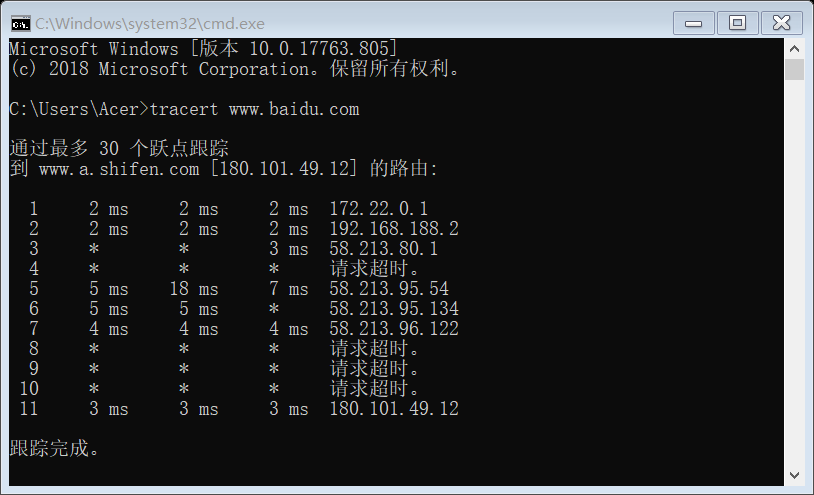 C:\Windows\system32\cmd.exe
Microsoft Windows [版本 10.0.17763.805]
(c) 2018 Microsoft Corporation。保留所有权利。
C:\Users\Acer>tracert www.baidu.com
通过最多 30 个跃点跟踪
到 www.a.shifen.com [180.101.49.12] 的路由:
1 2 ms 2 ms 2 ms 172.22.0.1
2 2 ms 2 ms 2 ms 192.168.188.2
3 * * 3 ms 58.213.80.1
4 * * * 请求超时。
5 5 ms 18 ms 7 ms 58.213.95.54
6 5 ms 5 ms * 58.213.95.134
7 4 ms 4 ms 4 ms 58.213.96.122
8 * * * 请求超时。
9 * * * 请求超时。
10 * * * 请求超时。
11 3 ms 3 ms 3 ms 180.101.49.12
跟踪完成。